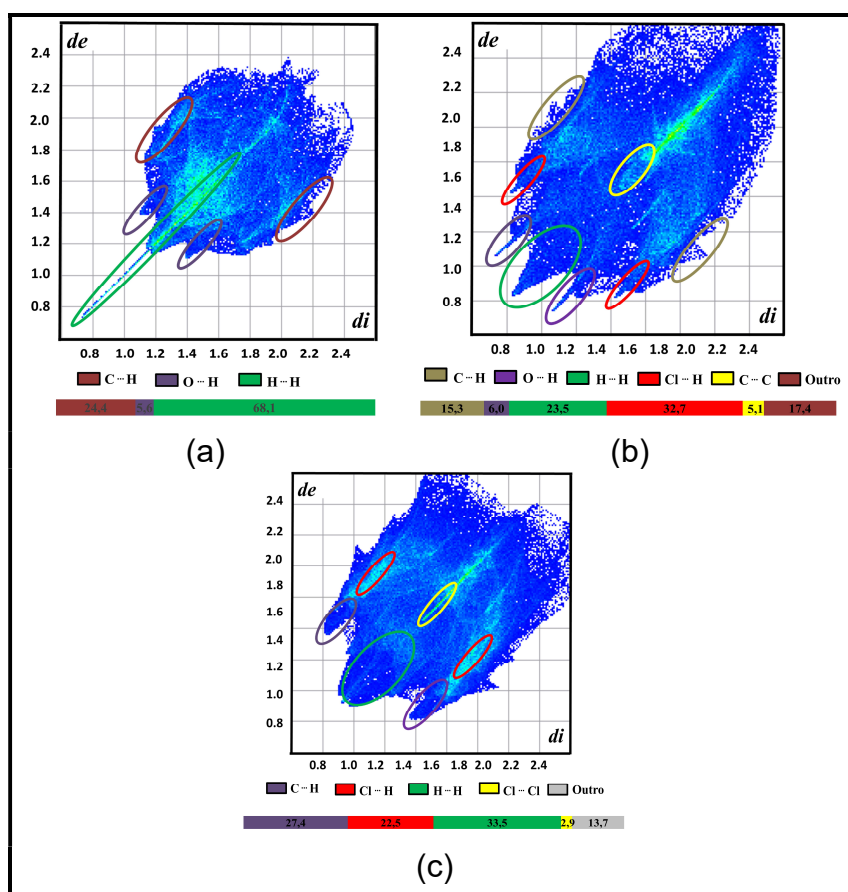 de
2.4
2.2
2.0
1.8
1.6
1.4
1.2
1.0
0.8
di
0.8 1.0 1.2 1.4 1.6 1.8 2.0 2.2 2.4
C ··· H O ··· H H ··· H
24,4 5,6 68,1
(a)
de
2.4
2.2
2.0
1.8
1.6
1.4
1.2
1.0
0.8
di
0.8 1.0 1.2 1.4 1.6 1.8 2.0 2.2 2.4
C ··· H O ··· H H ··· H Cl ··· H C ··· C Outro
15,3 6,0 23,5 32,7 5,1 17,4
(b)
de
2.4
2.2
2.0
1.8
1.6
1.4
1.2
1.0
0.8
di
0.8 1.0 1.2 1.4 1.6 1.8 2.0 2.2 2.4
C ··· H Cl ··· H H ··· H Cl ··· Cl Outro
27,4 22,5 33,5 2,9 13,7
(c)